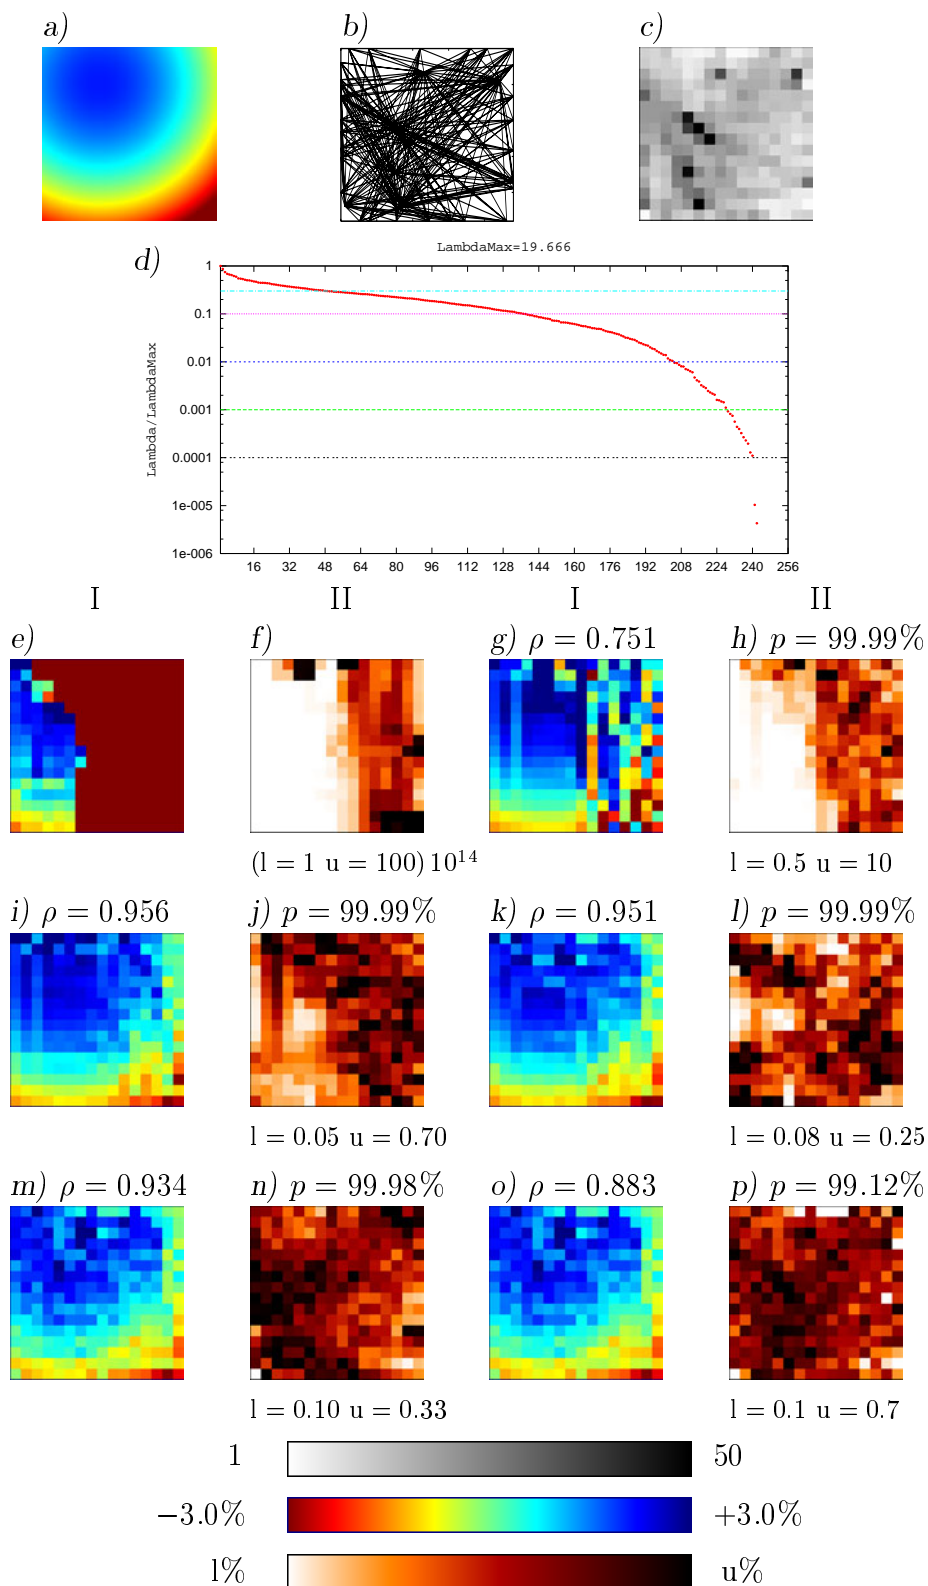 a)
b)
c)
d)
LambdaMax=19.666
Lambda/LambdaMax
1
0.1
0.01
0.001
0.0001
1e-005
1e-006
16 32 48 64 80 96 112 128 144 160 176 192 208 224 240 256
I II I II
e) f) g) ρ = 0.751 h) p = 99.99%
(l = 1 u = 100) 10¹⁴ l = 0.5 u = 10
i) ρ = 0.956 j) p = 99.99% k) ρ = 0.951 l) p = 99.99%
l = 0.05 u = 0.70 l = 0.08 u = 0.25
m) ρ = 0.934 n) p = 99.98% o) ρ = 0.883 p) p = 99.12%
l = 0.10 u = 0.33 l = 0.1 u = 0.7
1 50
−3.0% +3.0%
l% u%